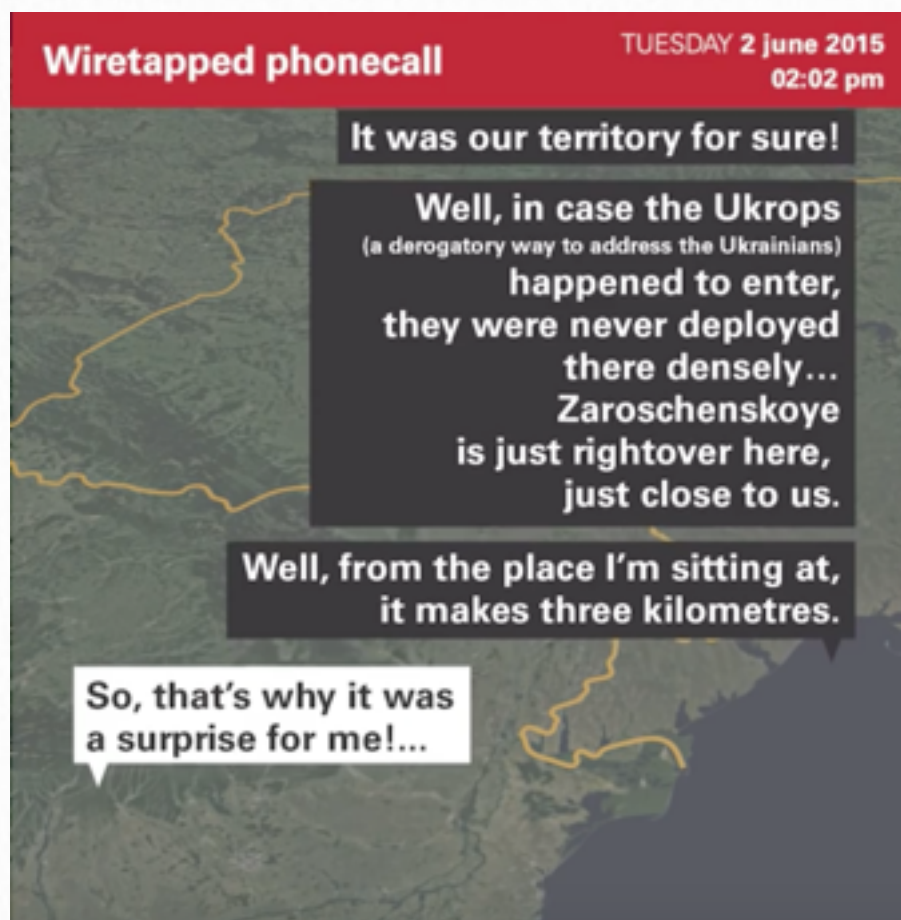 Wiretapped phonecall
TUESDAY 2 june 2015
02:02 pm
It was our territory for sure!
Well, in case the Ukrops
(a derogatory way to address the Ukrainians)
happened to enter,
they were never deployed
there densely...
Zaroschenskoye
is just rightover here,
just close to us.
Well, from the place I'm sitting at,
it makes three kilometres.
So, that's why it was
a surprise for me!...